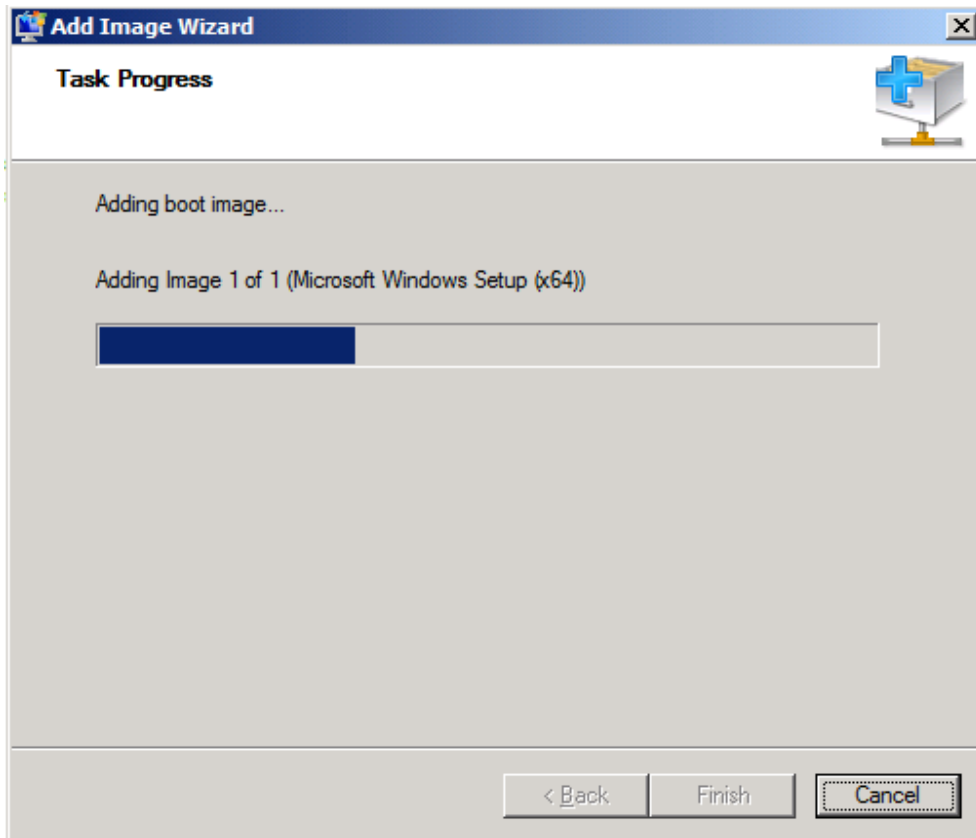 Add Image Wizard
Task Progress
Adding boot image...
Adding Image 1 of 1 (Microsoft Windows Setup (x64))
< Back Finish Cancel